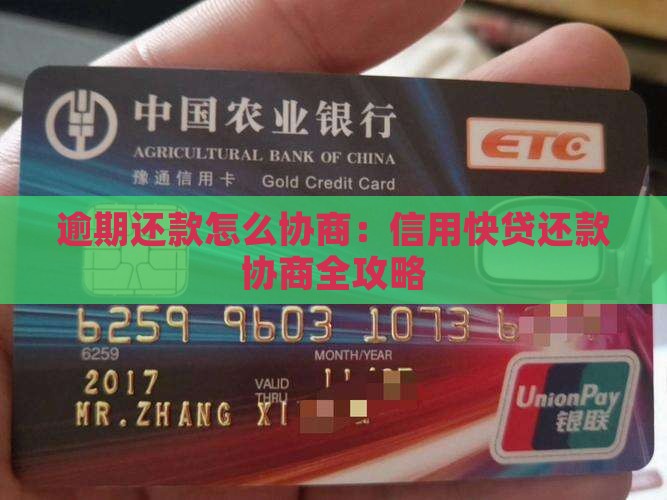 中国农业银行
AGRICULTURAL BANK OF CHINA
ETC
豫通信用卡 Gold Credit Card
逾期还款怎么协商：信用快贷还款
协商全攻略
6259 9603 1073
6259
MONTH/YEAR
2017
VALID
THRU
MR.ZHANG
UnionPay
银联